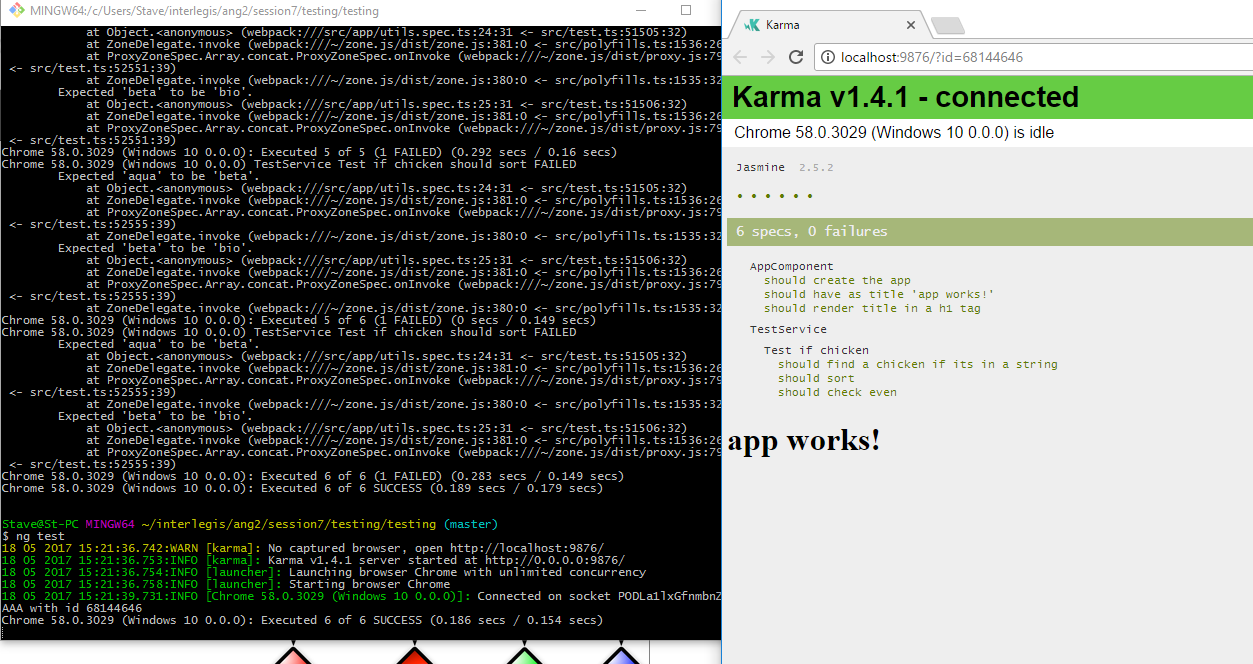 MINGW64:/c/Users/Stave/interlegis/ang2/session7/testing/testing
at Object.<anonymous> (webpack:///src/app/utils.spec.ts:24:31 <- src/test.ts:51505:32)
at ZoneDelegate.invoke (webpack:///~/zone.js/dist/zone.js:381:0 <- src/polyfills.ts:1536:26
at ProxyZoneSpec.Array.concat.ProxyZoneSpec.onInvoke (webpack:///~/zone.js/dist/proxy.js:79
<- src/test.ts:52551:39)
at ZoneDelegate.invoke (webpack:///~/zone.js/dist/zone.js:380:0 <- src/polyfills.ts:1535:32
Expected 'beta' to be 'bio'.
at Object.<anonymous> (webpack:///src/app/utils.spec.ts:25:31 <- src/test.ts:51506:32)
at ZoneDelegate.invoke (webpack:///~/zone.js/dist/zone.js:381:0 <- src/polyfills.ts:1536:26
at ProxyZoneSpec.Array.concat.ProxyZoneSpec.onInvoke (webpack:///~/zone.js/dist/proxy.js:79
<- src/test.ts:52551:39)
Chrome 58.0.3029 (Windows 10 0.0.0): Executed 5 of 5 (1 FAILED) (0.292 secs / 0.16 secs)
Chrome 58.0.3029 (Windows 10 0.0.0) TestService Test if chicken should sort FAILED
Expected 'aqua' to be 'beta'.
at Object.<anonymous> (webpack:///src/app/utils.spec.ts:24:31 <- src/test.ts:51505:32)
at ZoneDelegate.invoke (webpack:///~/zone.js/dist/zone.js:381:0 <- src/polyfills.ts:1536:26
at ProxyZoneSpec.Array.concat.ProxyZoneSpec.onInvoke (webpack:///~/zone.js/dist/proxy.js:79
<- src/test.ts:52555:39)
at ZoneDelegate.invoke (webpack:///~/zone.js/dist/zone.js:380:0 <- src/polyfills.ts:1535:32
Expected 'beta' to be 'bio'.
at Object.<anonymous> (webpack:///src/app/utils.spec.ts:25:31 <- src/test.ts:51506:32)
at ZoneDelegate.invoke (webpack:///~/zone.js/dist/zone.js:381:0 <- src/polyfills.ts:1536:26
at ProxyZoneSpec.Array.concat.ProxyZoneSpec.onInvoke (webpack:///~/zone.js/dist/proxy.js:79
<- src/test.ts:52555:39)
at ZoneDelegate.invoke (webpack:///~/zone.js/dist/zone.js:380:0 <- src/polyfills.ts:1535:32
Chrome 58.0.3029 (Windows 10 0.0.0): Executed 5 of 6 (1 FAILED) (0 secs / 0.149 secs)
Chrome 58.0.3029 (Windows 10 0.0.0) TestService Test if chicken should sort FAILED
Expected 'aqua' to be 'beta'.
at Object.<anonymous> (webpack:///src/app/utils.spec.ts:24:31 <- src/test.ts:51505:32)
at ZoneDelegate.invoke (webpack:///~/zone.js/dist/zone.js:381:0 <- src/polyfills.ts:1536:26
at ProxyZoneSpec.Array.concat.ProxyZoneSpec.onInvoke (webpack:///~/zone.js/dist/proxy.js:79
<- src/test.ts:52555:39)
at ZoneDelegate.invoke (webpack:///~/zone.js/dist/zone.js:380:0 <- src/polyfills.ts:1535:32
Expected 'beta' to be 'bio'.
at Object.<anonymous> (webpack:///src/app/utils.spec.ts:25:31 <- src/test.ts:51506:32)
at ZoneDelegate.invoke (webpack:///~/zone.js/dist/zone.js:381:0 <- src/polyfills.ts:1536:26
at ProxyZoneSpec.Array.concat.ProxyZoneSpec.onInvoke (webpack:///~/zone.js/dist/proxy.js:79
<- src/test.ts:52555:39)
Chrome 58.0.3029 (Windows 10 0.0.0): Executed 6 of 6 (1 FAILED) (0.283 secs / 0.149 secs)
Chrome 58.0.3029 (Windows 10 0.0.0): Executed 6 of 6 SUCCESS (0.189 secs / 0.179 secs)
Stave@St-PC MINGW64 ~/interlegis/ang2/session7/testing/testing (master)
$ ng test
18 05 2017 15:21:36.742:WARN [karma]: No captured browser, open http://localhost:9876/
18 05 2017 15:21:36.753:INFO [karma]: Karma v1.4.1 server started at http://0.0.0.0:9876/
18 05 2017 15:21:36.754:INFO [launcher]: Launching browser Chrome with unlimited concurrency
18 05 2017 15:21:36.758:INFO [launcher]: Starting browser Chrome
18 05 2017 15:21:39.731:INFO [Chrome 58.0.3029 (Windows 10 0.0.0)]: Connected on socket PODLa1lxGfnmbnZ
AAA with id 68144646
Chrome 58.0.3029 (Windows 10 0.0.0): Executed 6 of 6 SUCCESS (0.186 secs / 0.154 secs)
Karma
localhost:9876/?id=68144646
Karma v1.4.1 - connected
Chrome 58.0.3029 (Windows 10 0.0.0) is idle
Jasmine 2.5.2
6 specs, 0 failures
AppComponent
should create the app
should have as title 'app works!'
should render title in a h1 tag
TestService
Test if chicken
should find a chicken if its in a string
should sort
should check even
app works!